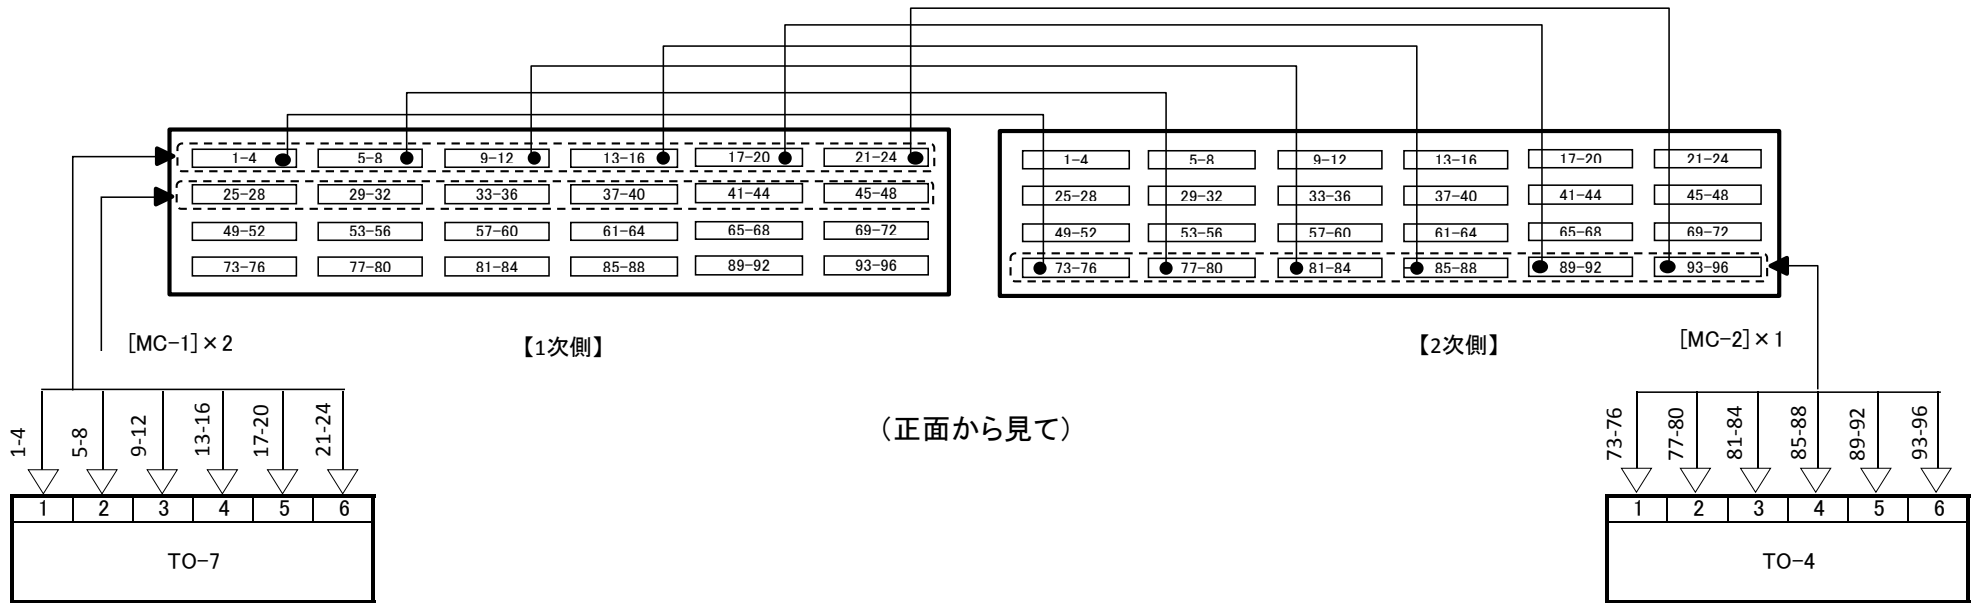 1-4 5-8 9-12 13-16 17-20 21-24
25-28 29-32 33-36 37-40 41-44 45-48
49-52 53-56 57-60 61-64 65-68 69-72
73-76 77-80 81-84 85-88 89-92 93-96
1-4 5-8 9-12 13-16 17-20 21-24
25-28 29-32 33-36 37-40 41-44 45-48
49-52 53-56 57-60 61-64 65-68 69-72
73-76 77-80 81-84 85-88 89-92 93-96
[MC-1]×2
【1次側】
【2次側】
[MC-2]×1
(正面から見て)
1-4 5-8 9-12 13-16 17-20 21-24
1 2 3 4 5 6
TO-7
73-76 77-80 81-84 85-88 89-92 93-96
1 2 3 4 5 6
TO-4